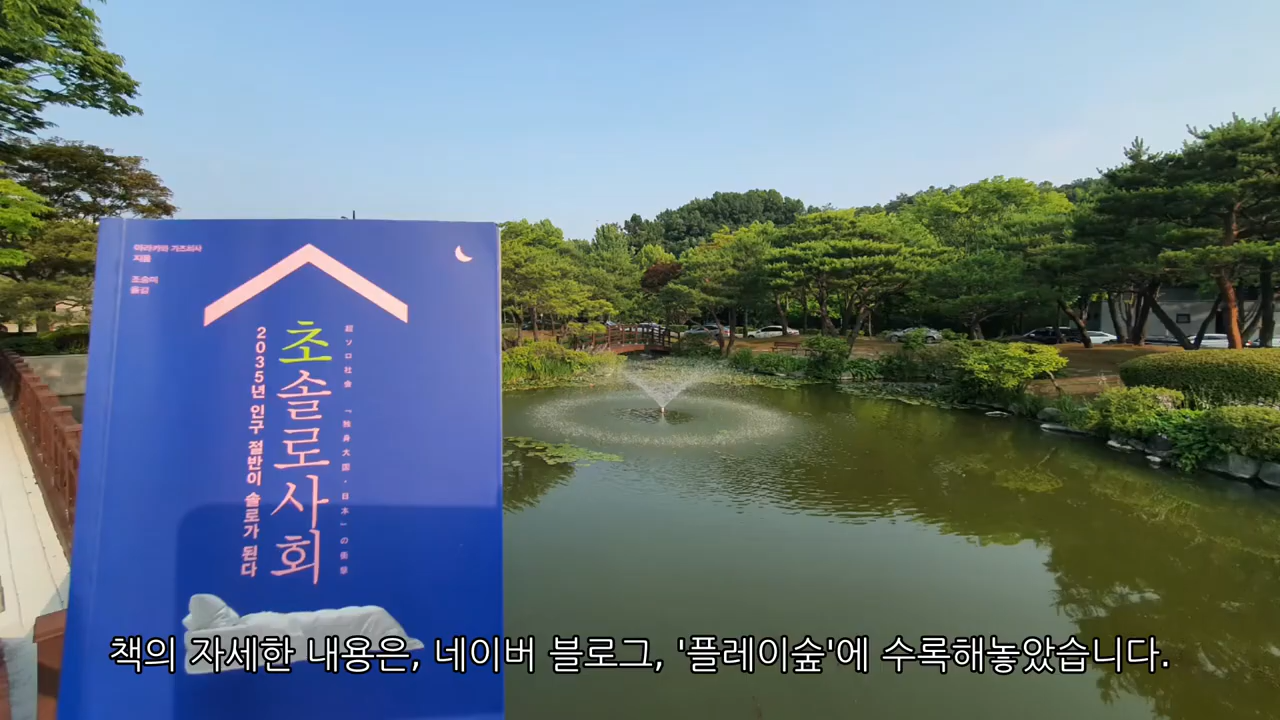 아라카와 가즈히사
지음
조승미
옮김
초솔로사회
2035년 인구 절반이 솔로가 된다
超ソロ社会 「独身大国・日本」の衝撃
책의 자세한 내용은, 네이버 블로그, '플레이숲'에 수록해놓았습니다.